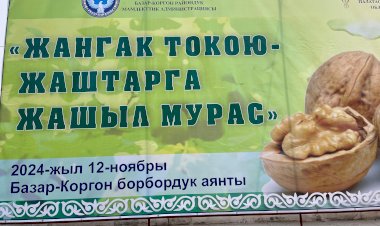 БАЗАР-КОРГОН РАЙОНДУК
МАМЛЕКЕТТИК АДМИНИСТРАЦИЯСЫ
«ЖАНГАК ТОКОЮ-
ЖАШТАРГА
ЖАШЫЛ МУРАС»
2024-жыл 12-ноябры
Базар-Коргон борбордук аянты